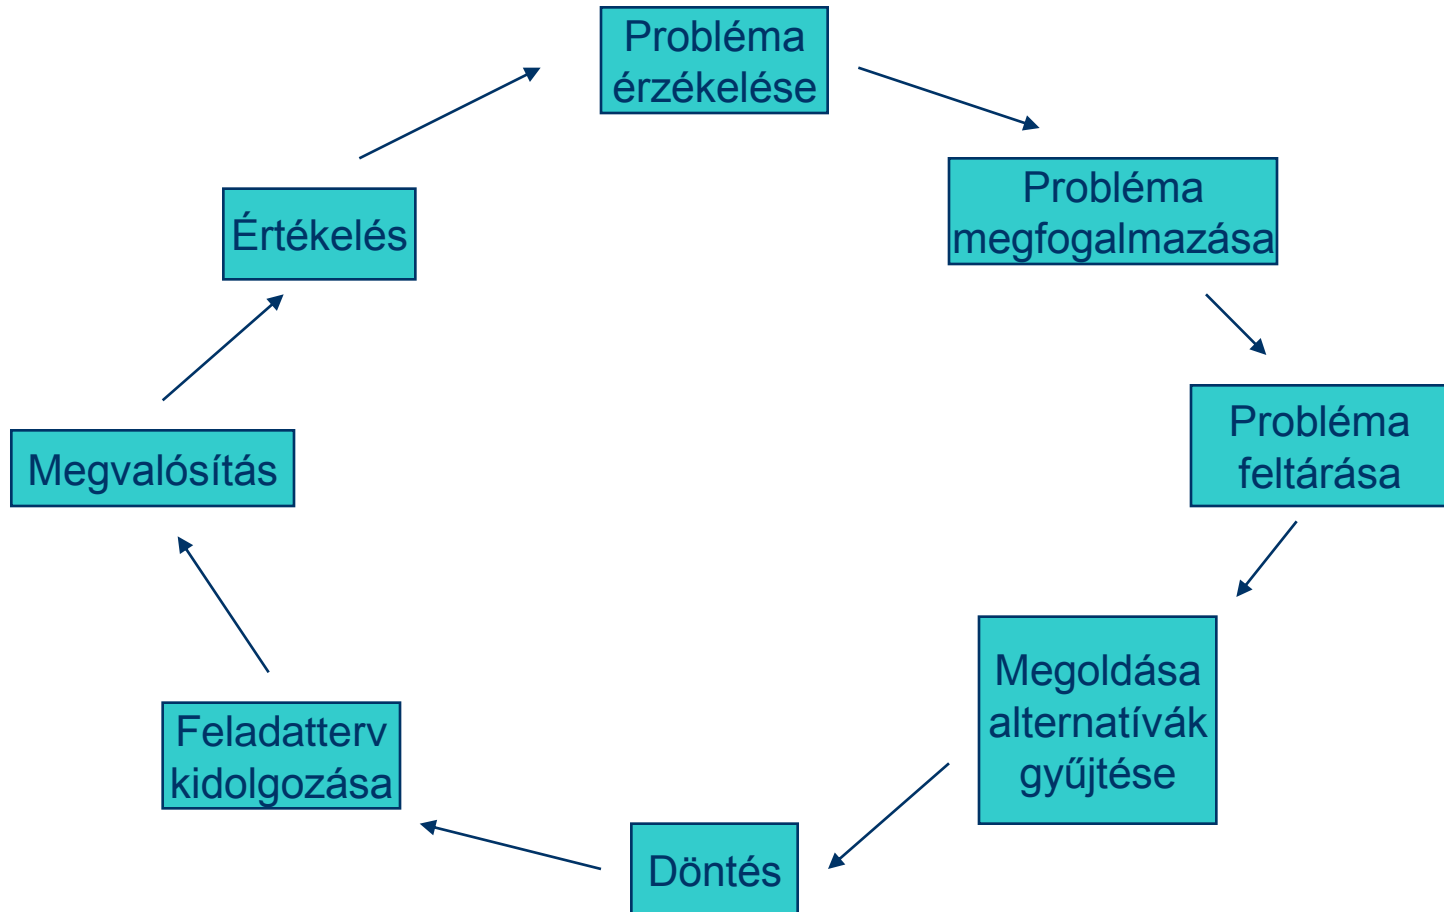 Probléma
érzékelése
Probléma
megfogalmazása
Probléma
feltárása
Megoldása
alternatívák
gyűjtése
Döntés
Feladatterv
kidolgozása
Megvalósítás
Értékelés